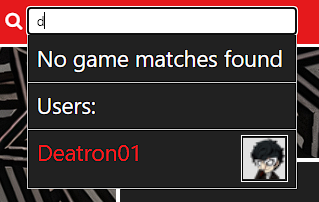 d
No game matches found
Users:
Deatron01